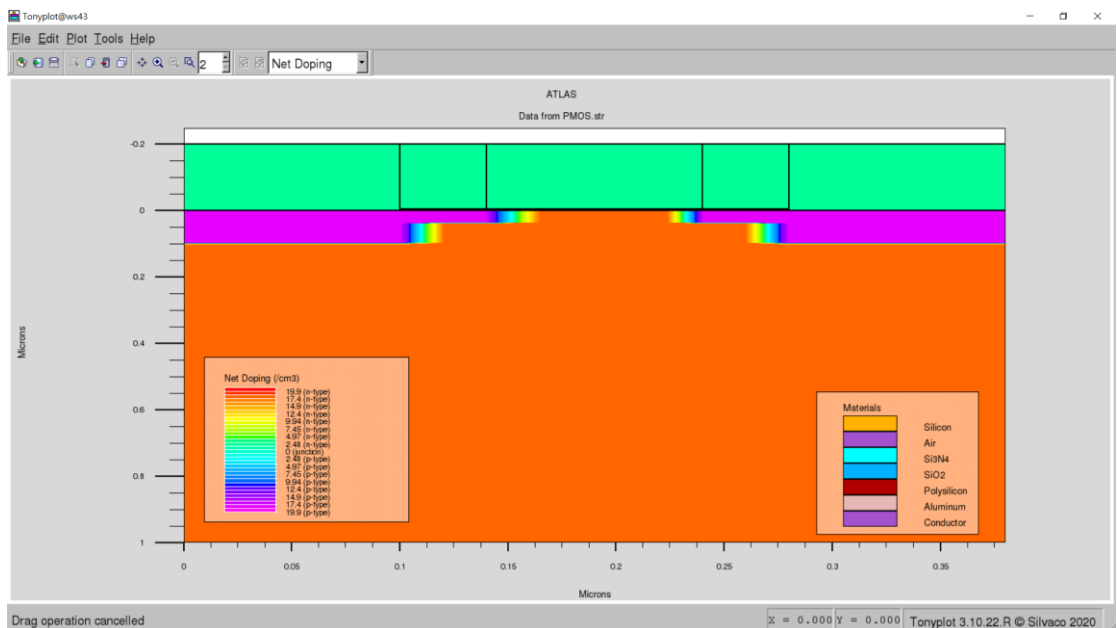 Tonyplot@ws43
File Edit Plot Tools Help
2 Net Doping
ATLAS
Data from PMOS.str
-0.2
0
0.2
0.4
0.6
0.8
1
Microns
0 0.05 0.1 0.15 0.2 0.25 0.3 0.35
Microns
Net Doping (/cm3)
19.9 (n-type)
17.4 (n-type)
14.9 (n-type)
12.4 (n-type)
9.94 (n-type)
7.45 (n-type)
4.97 (n-type)
2.48 (n-type)
0 (junction)
2.48 (p-type)
4.97 (p-type)
7.45 (p-type)
9.94 (p-type)
12.4 (p-type)
14.9 (p-type)
17.4 (p-type)
19.9 (p-type)
Materials
Silicon
Air
Si3N4
SiO2
Polysilicon
Aluminum
Conductor
Drag operation cancelled
X = 0.000 Y = 0.000 Tonyplot 3.10.22.R © Silvaco 2020